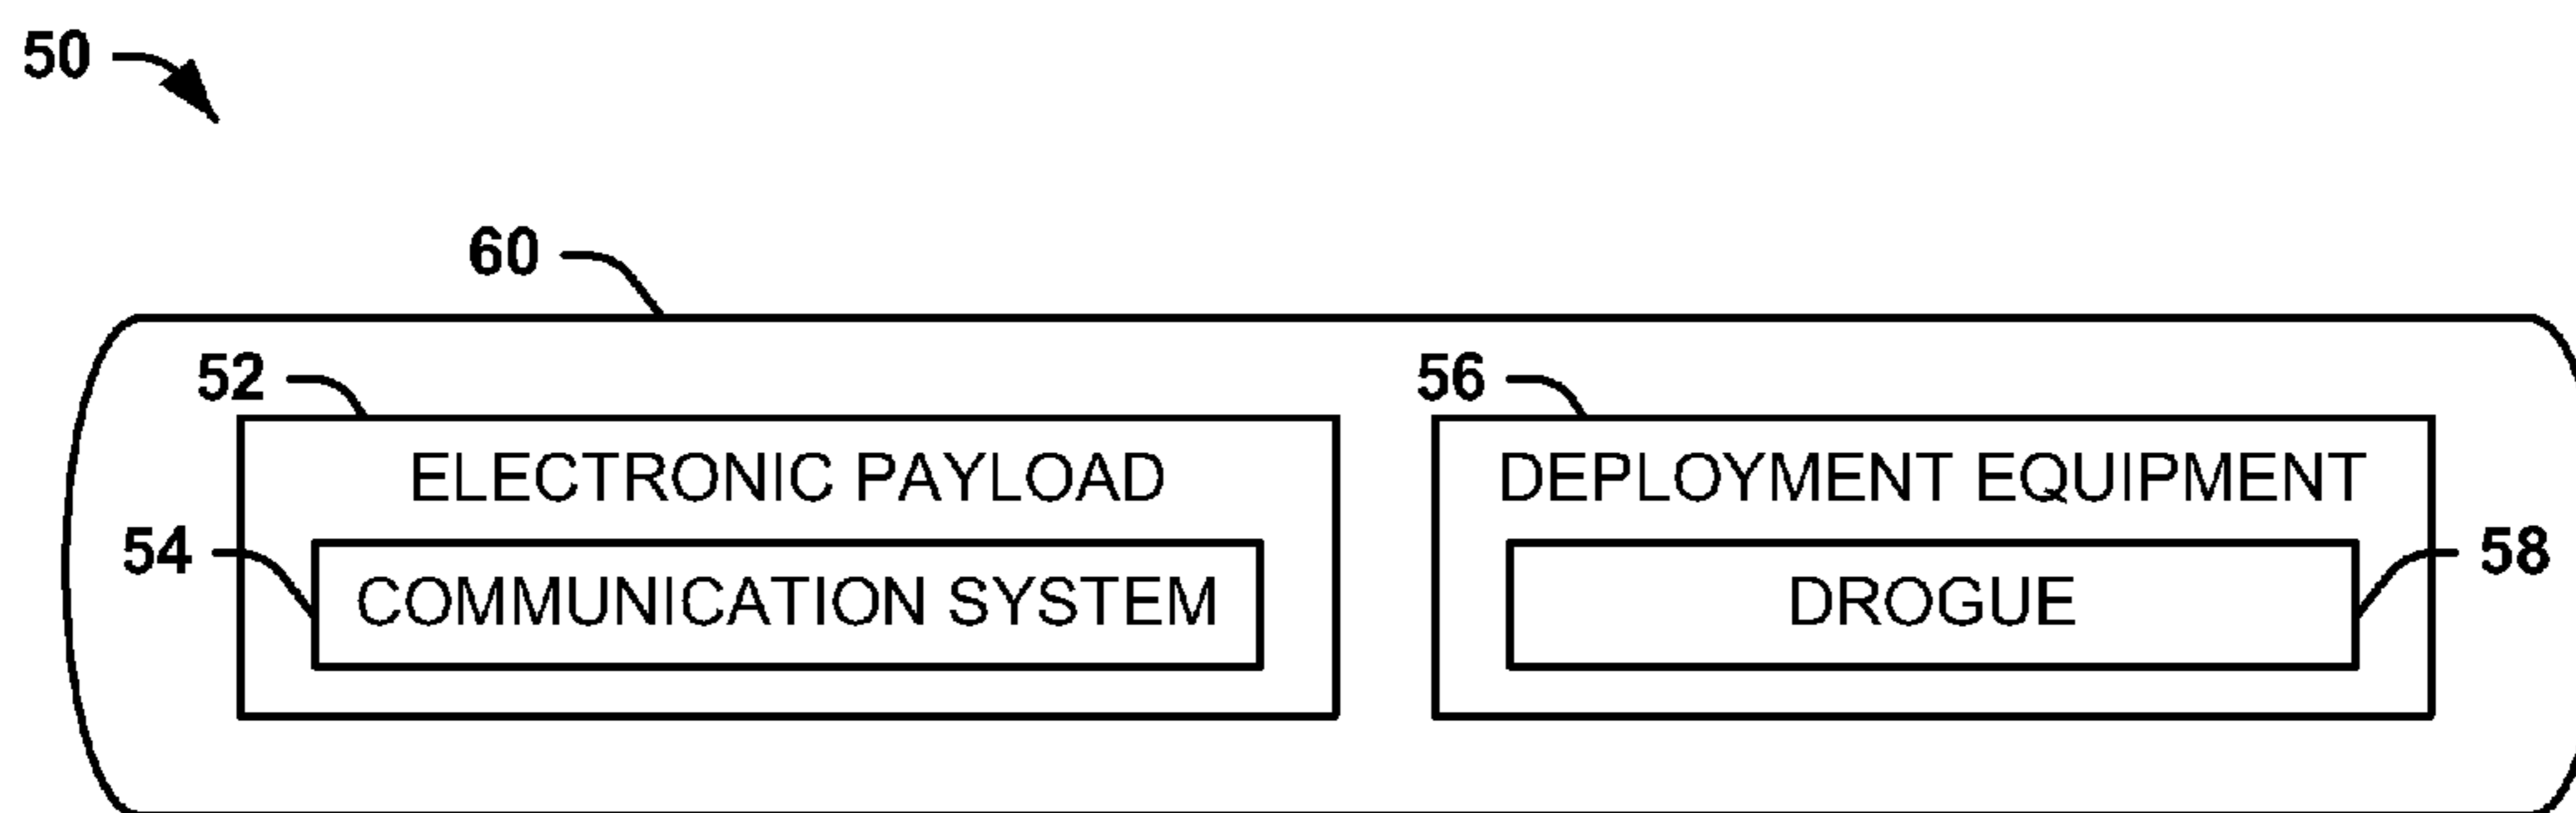 50
60
52
56
ELECTRONIC PAYLOAD
DEPLOYMENT EQUIPMENT
54
COMMUNICATION SYSTEM
DROGUE
58